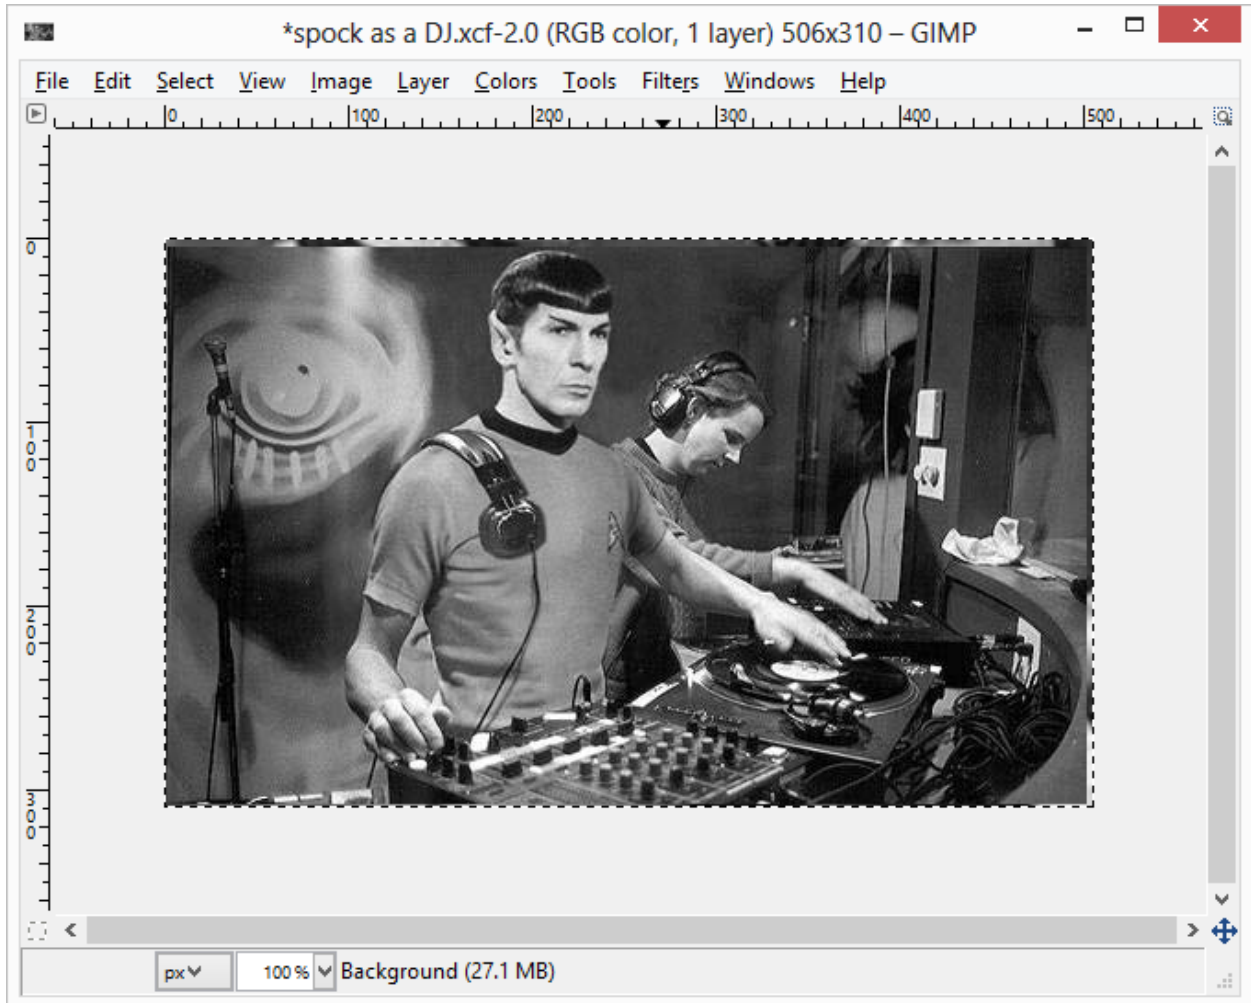 *spock as a DJ.xcf-2.0 (RGB color, 1 layer) 506x310 – GIMP
File Edit Select View Image Layer Colors Tools Filters Windows Help
0 100 200 300 400 500
0
100
200
300
px 100 % Background (27.1 MB)